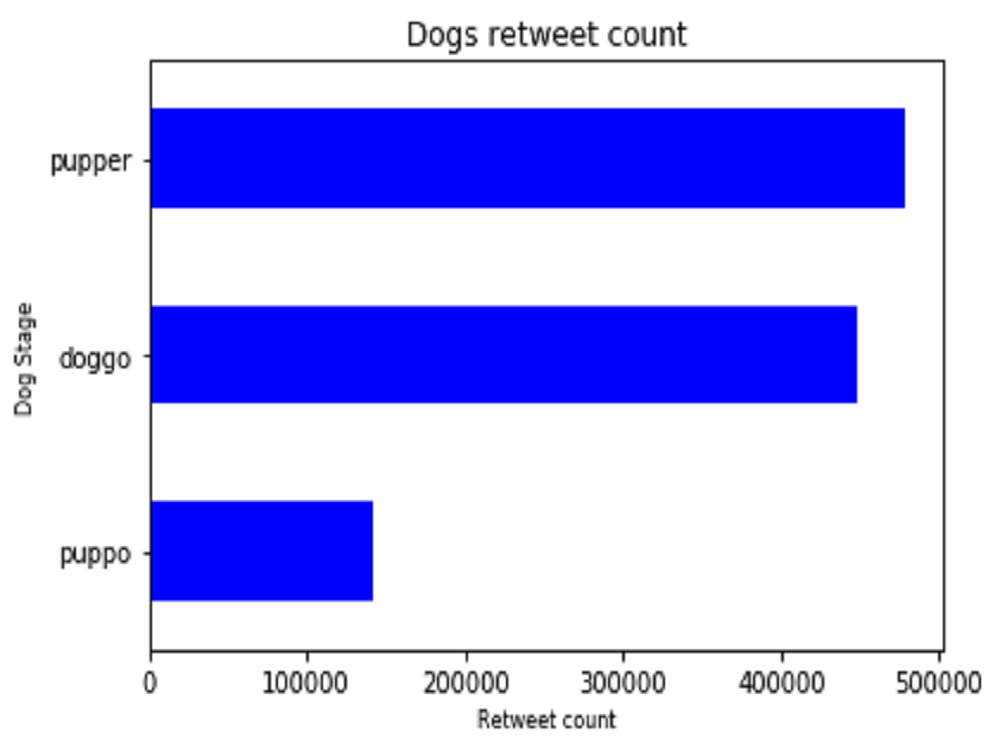 Dogs retweet count
pupper
doggo
puppo
Dog Stage
0 100000 200000 300000 400000 500000
Retweet count